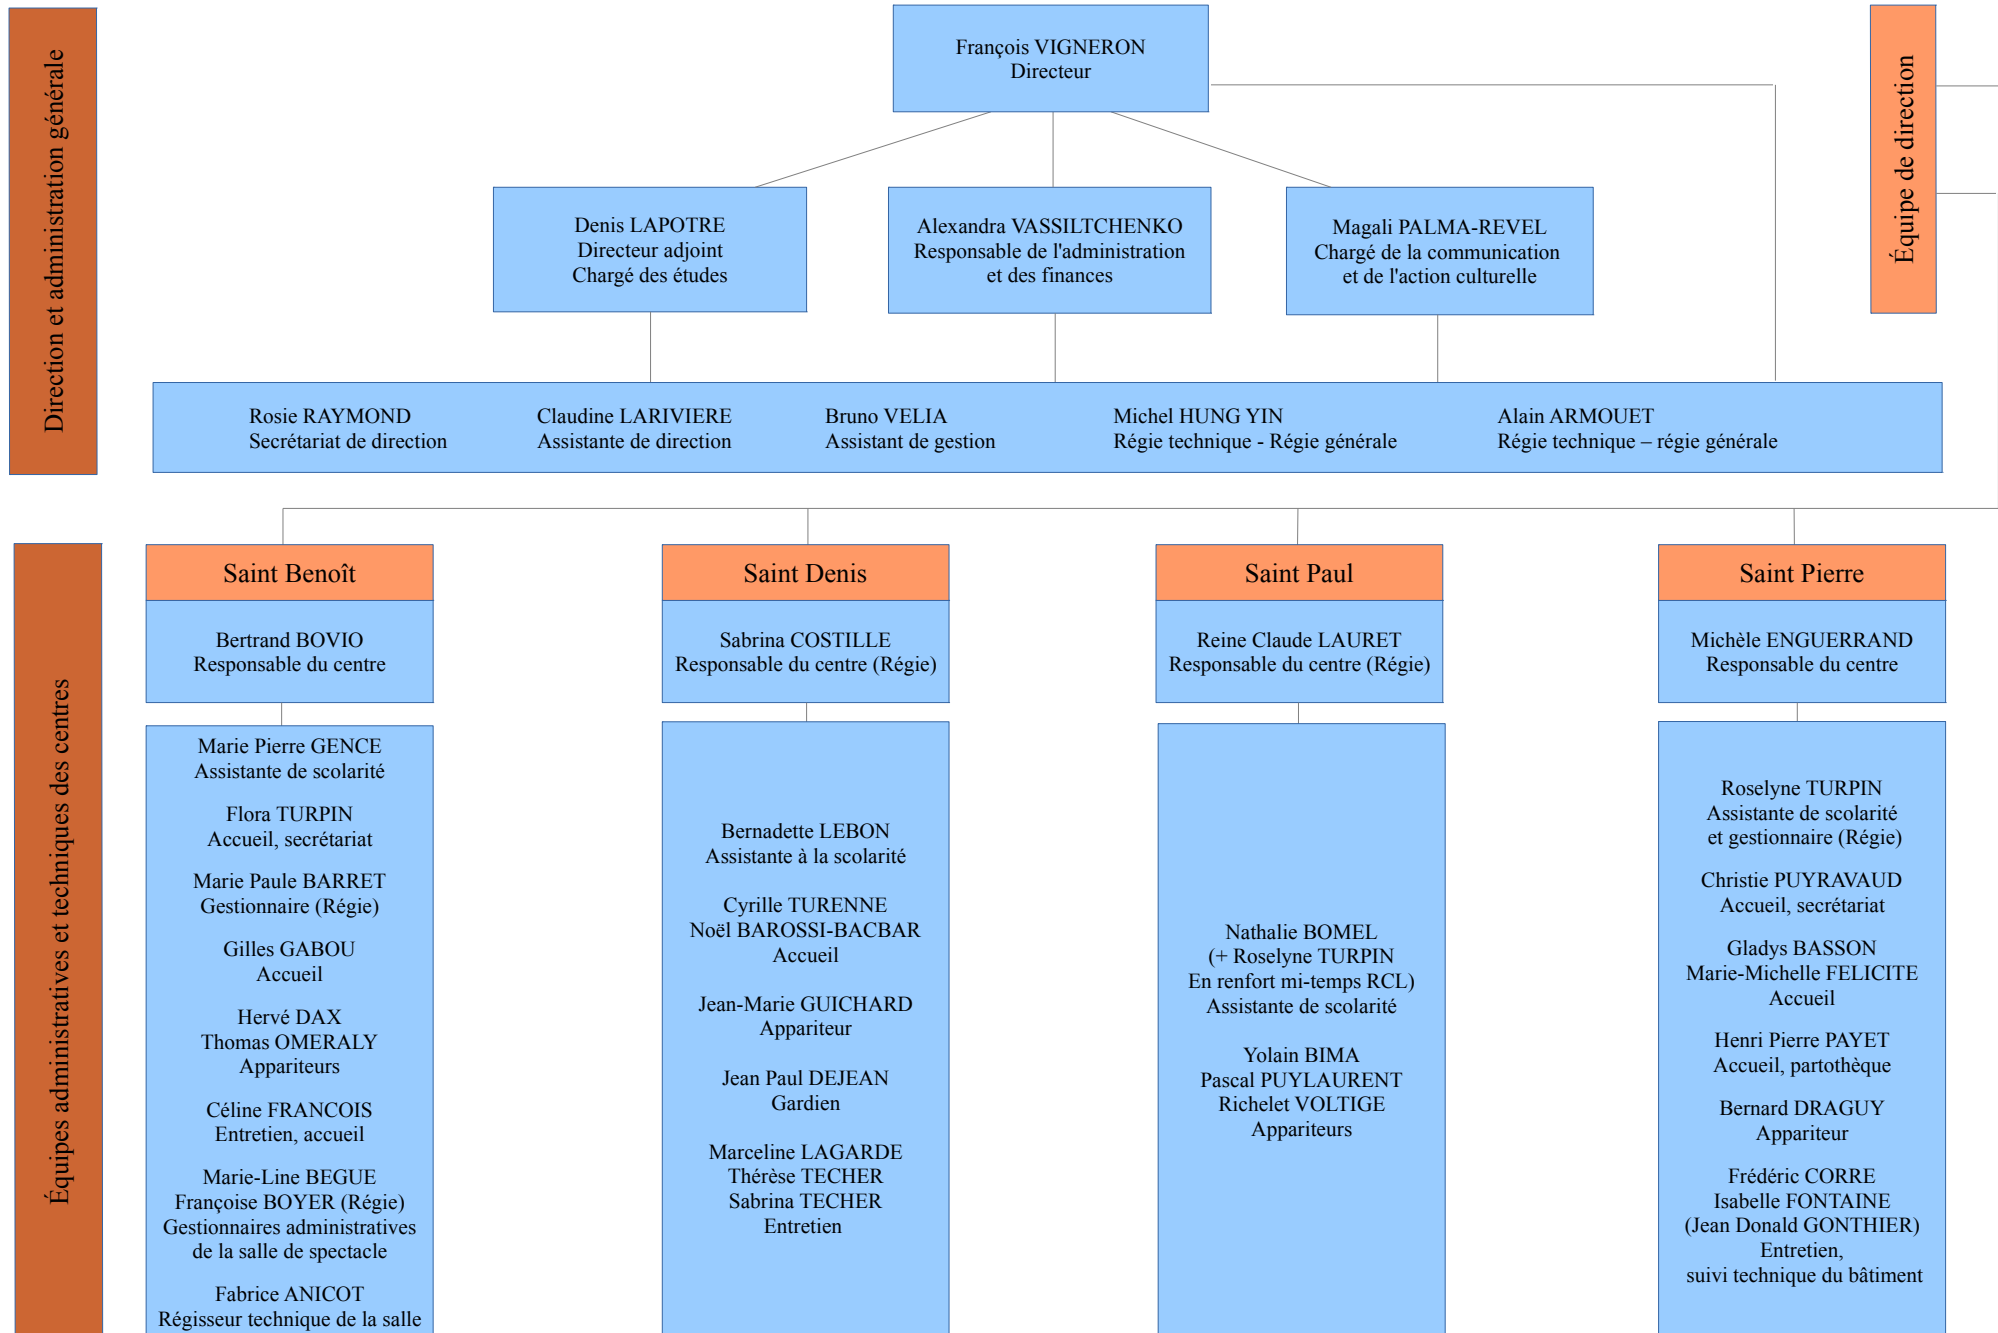 Direction et administration générale
François VIGNERON
Directeur
Équipe de direction
Denis LAPOTRE
Directeur adjoint
Chargé des études
Alexandra VASSILTCHENKO
Responsable de l'administration
et des finances
Magali PALMA-REVEL
Chargé de la communication
et de l'action culturelle
Rosie RAYMOND
Secrétariat de direction
Claudine LARIVIERE
Assistante de direction
Bruno VELIA
Assistant de gestion
Michel HUNG YIN
Régie technique - Régie générale
Alain ARMOUET
Régie technique – régie générale
Équipes administratives et techniques des centres
Saint Benoît
Bertrand BOVIO
Responsable du centre
Marie Pierre GENCE
Assistante de scolarité
Flora TURPIN
Accueil, secrétariat
Marie Paule BARRET
Gestionnaire (Régie)
Gilles GABOU
Accueil
Hervé DAX
Thomas OMERALY
Appariteurs
Céline FRANCOIS
Entretien, accueil
Marie-Line BEGUE
Françoise BOYER (Régie)
Gestionnaires administratives
de la salle de spectacle
Fabrice ANICOT
Régisseur technique de la salle
Saint Denis
Sabrina COSTILLE
Responsable du centre (Régie)
Bernadette LEBON
Assistante à la scolarité
Cyrille TURENNE
Noël BAROSSI-BACBAR
Accueil
Jean-Marie GUICHARD
Appariteur
Jean Paul DEJEAN
Gardien
Marceline LAGARDE
Thérèse TECHER
Sabrina TECHER
Entretien
Saint Paul
Reine Claude LAURET
Responsable du centre (Régie)
Nathalie BOMEL
(+ Roselyne TURPIN
En renfort mi-temps RCL)
Assistante de scolarité
Yolain BIMA
Pascal PUYLAURENT
Richelet VOLTIGE
Appariteurs
Saint Pierre
Michèle ENGUERRAND
Responsable du centre
Roselyne TURPIN
Assistante de scolarité
et gestionnaire (Régie)
Christie PUYRAVAUD
Accueil, secrétariat
Gladys BASSON
Marie-Michelle FELICITE
Accueil
Henri Pierre PAYET
Accueil, partothèque
Bernard DRAGUY
Appariteur
Frédéric CORRE
Isabelle FONTAINE
(Jean Donald GONTHIER)
Entretien,
suivi technique du bâtiment